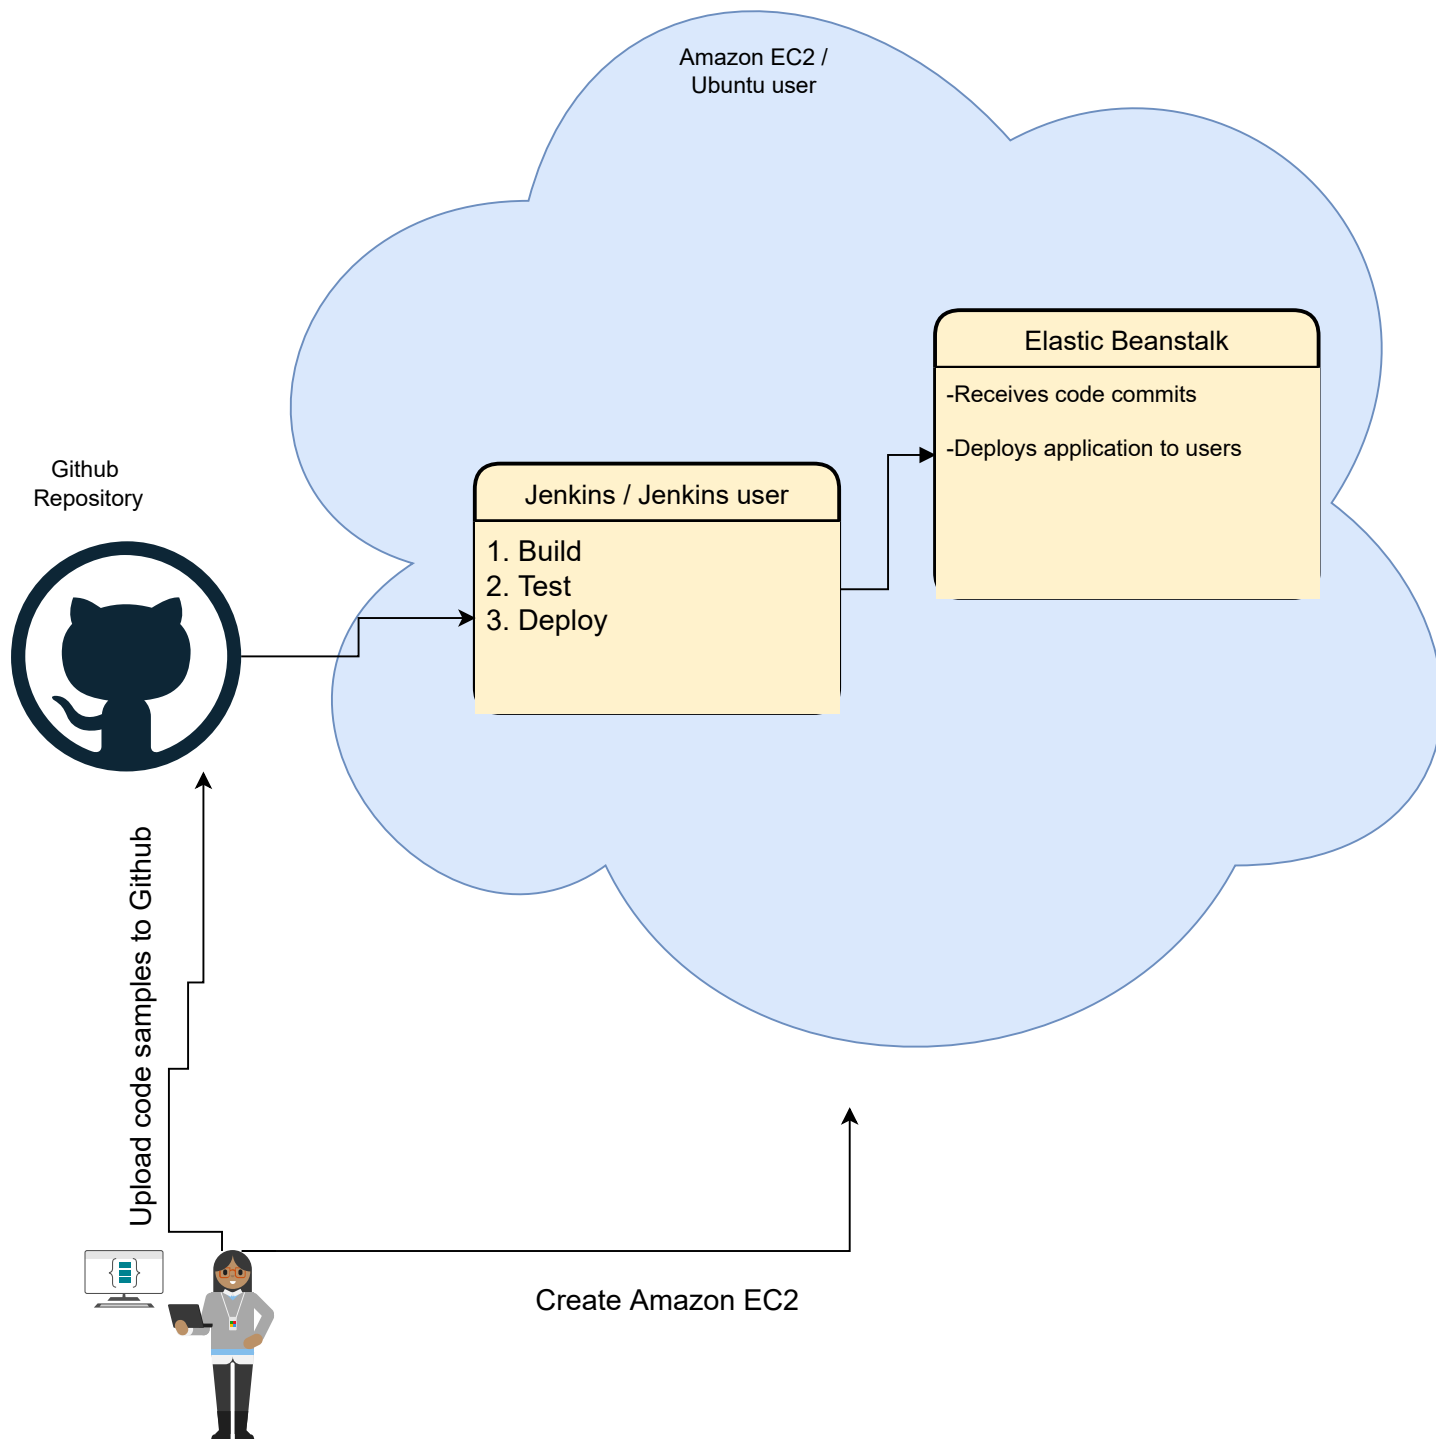 Amazon EC2 /
Ubuntu user
Elastic Beanstalk
-Receives code commits
-Deploys application to users
Github
Repository
Jenkins / Jenkins user
1. Build
2. Test
3. Deploy
Upload code samples to Github
Create Amazon EC2